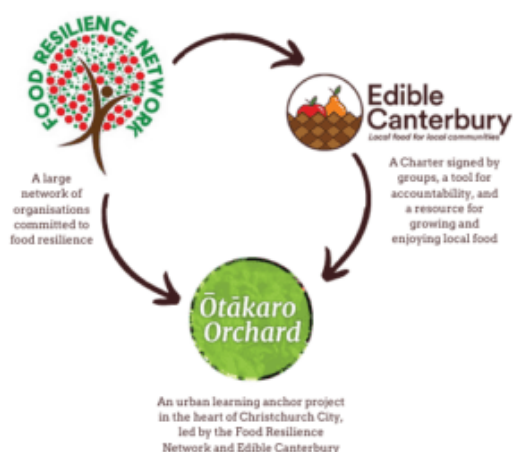 FOOD RESILIENCE NETWORK
A large
network of
organisations
committed to
food resilience
Edible
Canterbury
Local food for local communities
A Charter signed by
groups, a tool for
accountability, and
a resource for
growing and
enjoying local food
Ōtākaro
Orchard
An urban learning anchor project
in the heart of Christchurch City,
led by the Food Resilience
Network and Edible Canterbury